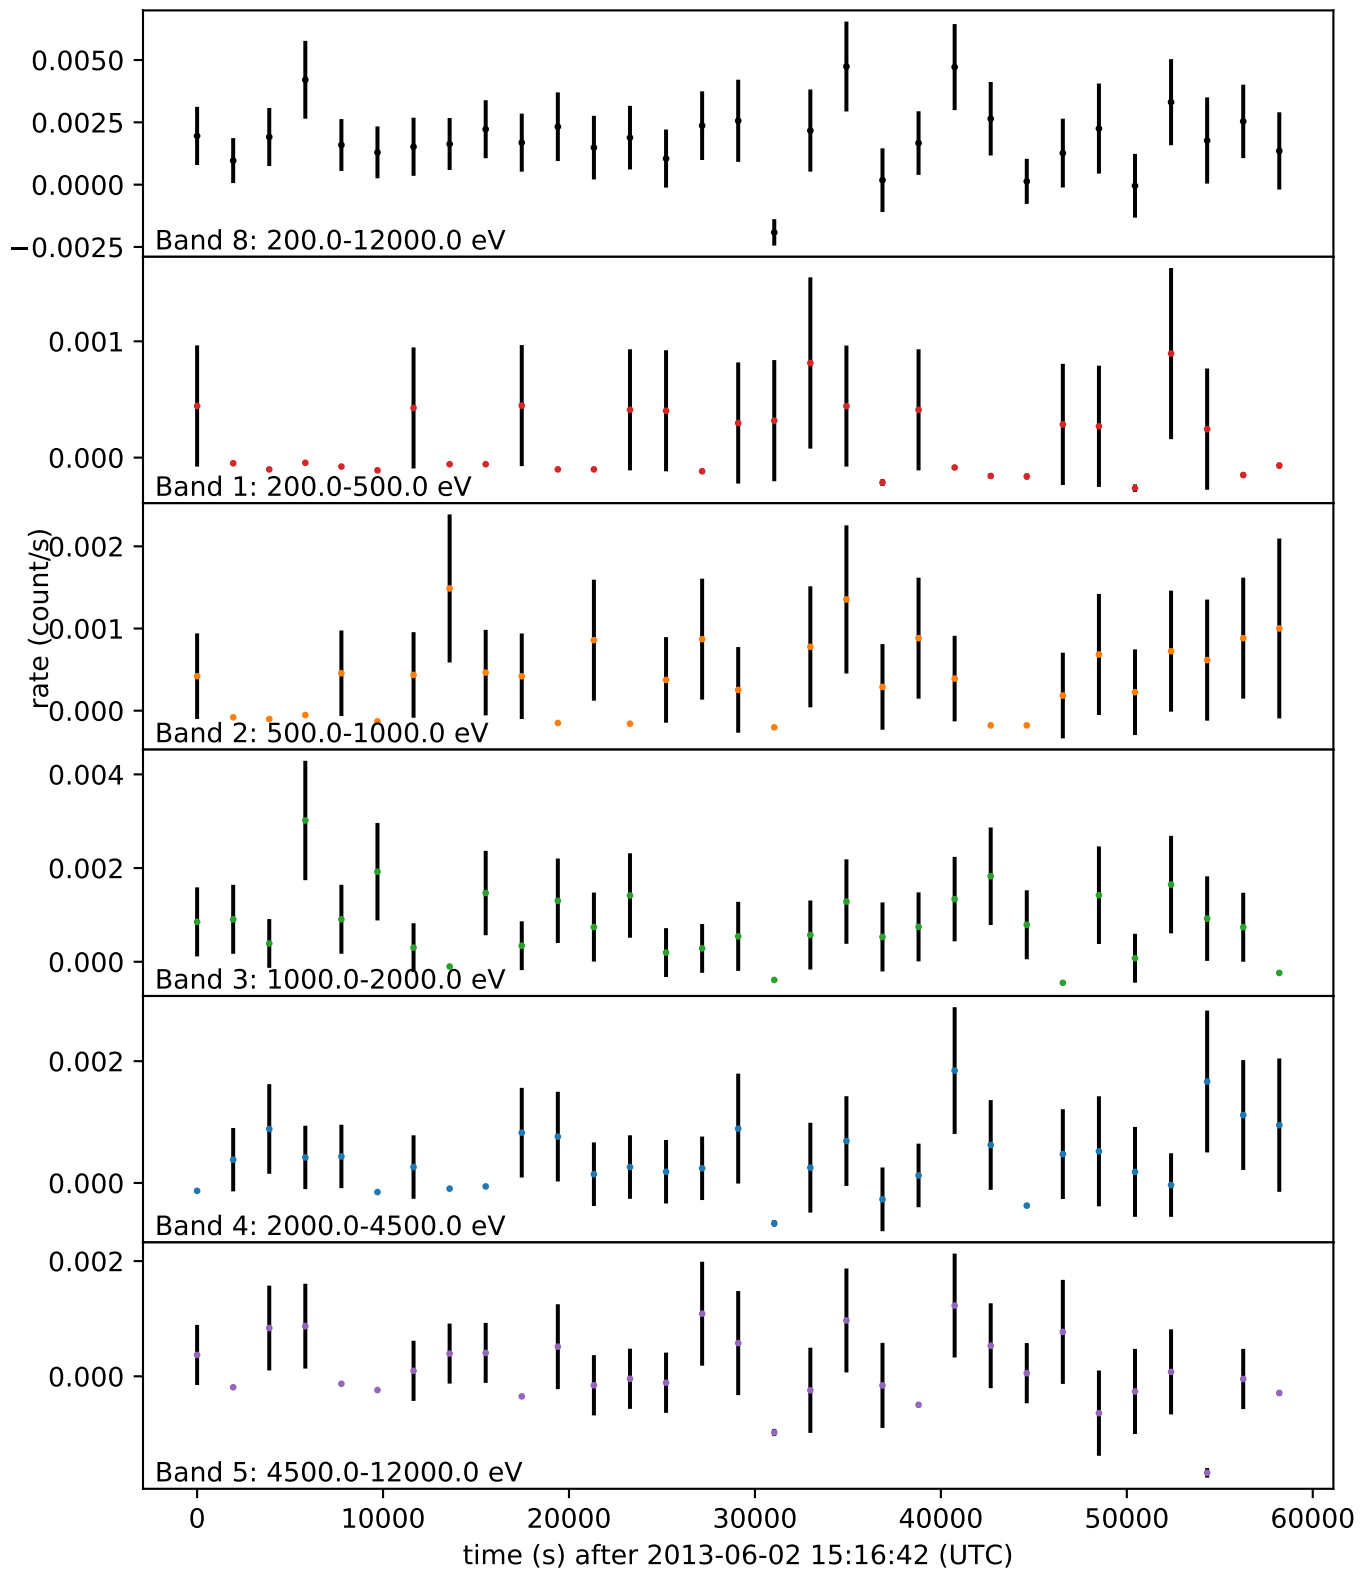 0.0050
0.0025
0.0000
−0.0025
Band 8: 200.0-12000.0 eV
0.001
0.000
Band 1: 200.0-500.0 eV
rate (count/s)
0.002
0.001
0.000
Band 2: 500.0-1000.0 eV
0.004
0.002
0.000
Band 3: 1000.0-2000.0 eV
0.002
0.000
Band 4: 2000.0-4500.0 eV
0.002
0.000
Band 5: 4500.0-12000.0 eV
0 10000 20000 30000 40000 50000 60000
time (s) after 2013-06-02 15:16:42 (UTC)